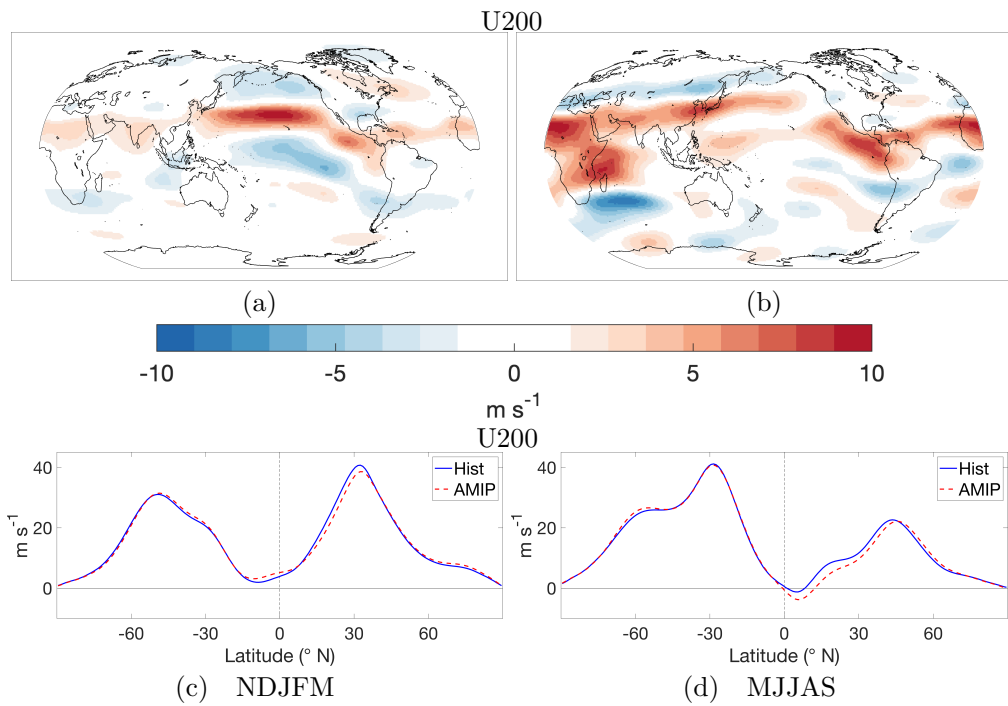 U200
(a)
(b)
-10 -5 0 5 10
m s⁻¹
U200
40
20
0
m s⁻¹
Hist
AMIP
-60 -30 0 30 60
Latitude (° N)
(c) NDJFM
40
20
0
m s⁻¹
Hist
AMIP
-60 -30 0 30 60
Latitude (° N)
(d) MJJAS